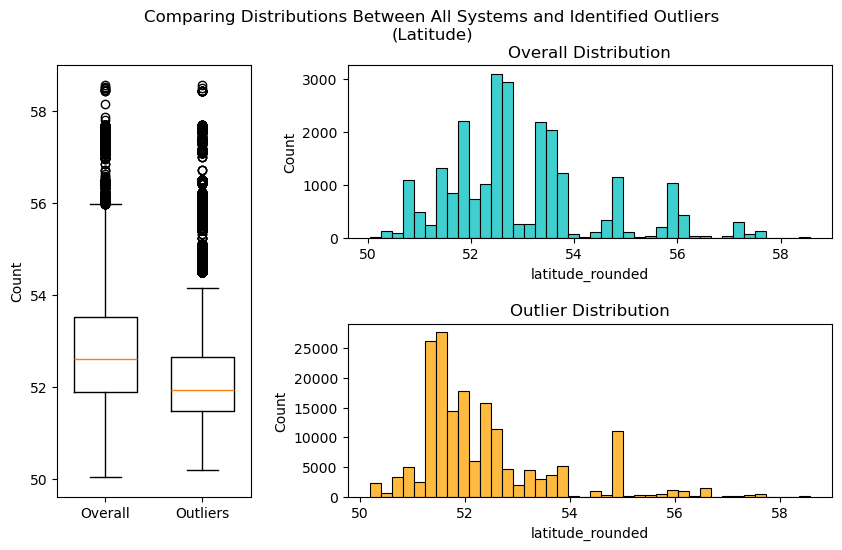 Comparing Distributions Between All Systems and Identified Outliers
(Latitude)
Count
58
56
54
52
50
Overall Outliers
Overall Distribution
Count
3000
2000
1000
0
50 52 54 56 58
latitude_rounded
Outlier Distribution
Count
25000
20000
15000
10000
5000
0
50 52 54 56 58
latitude_rounded